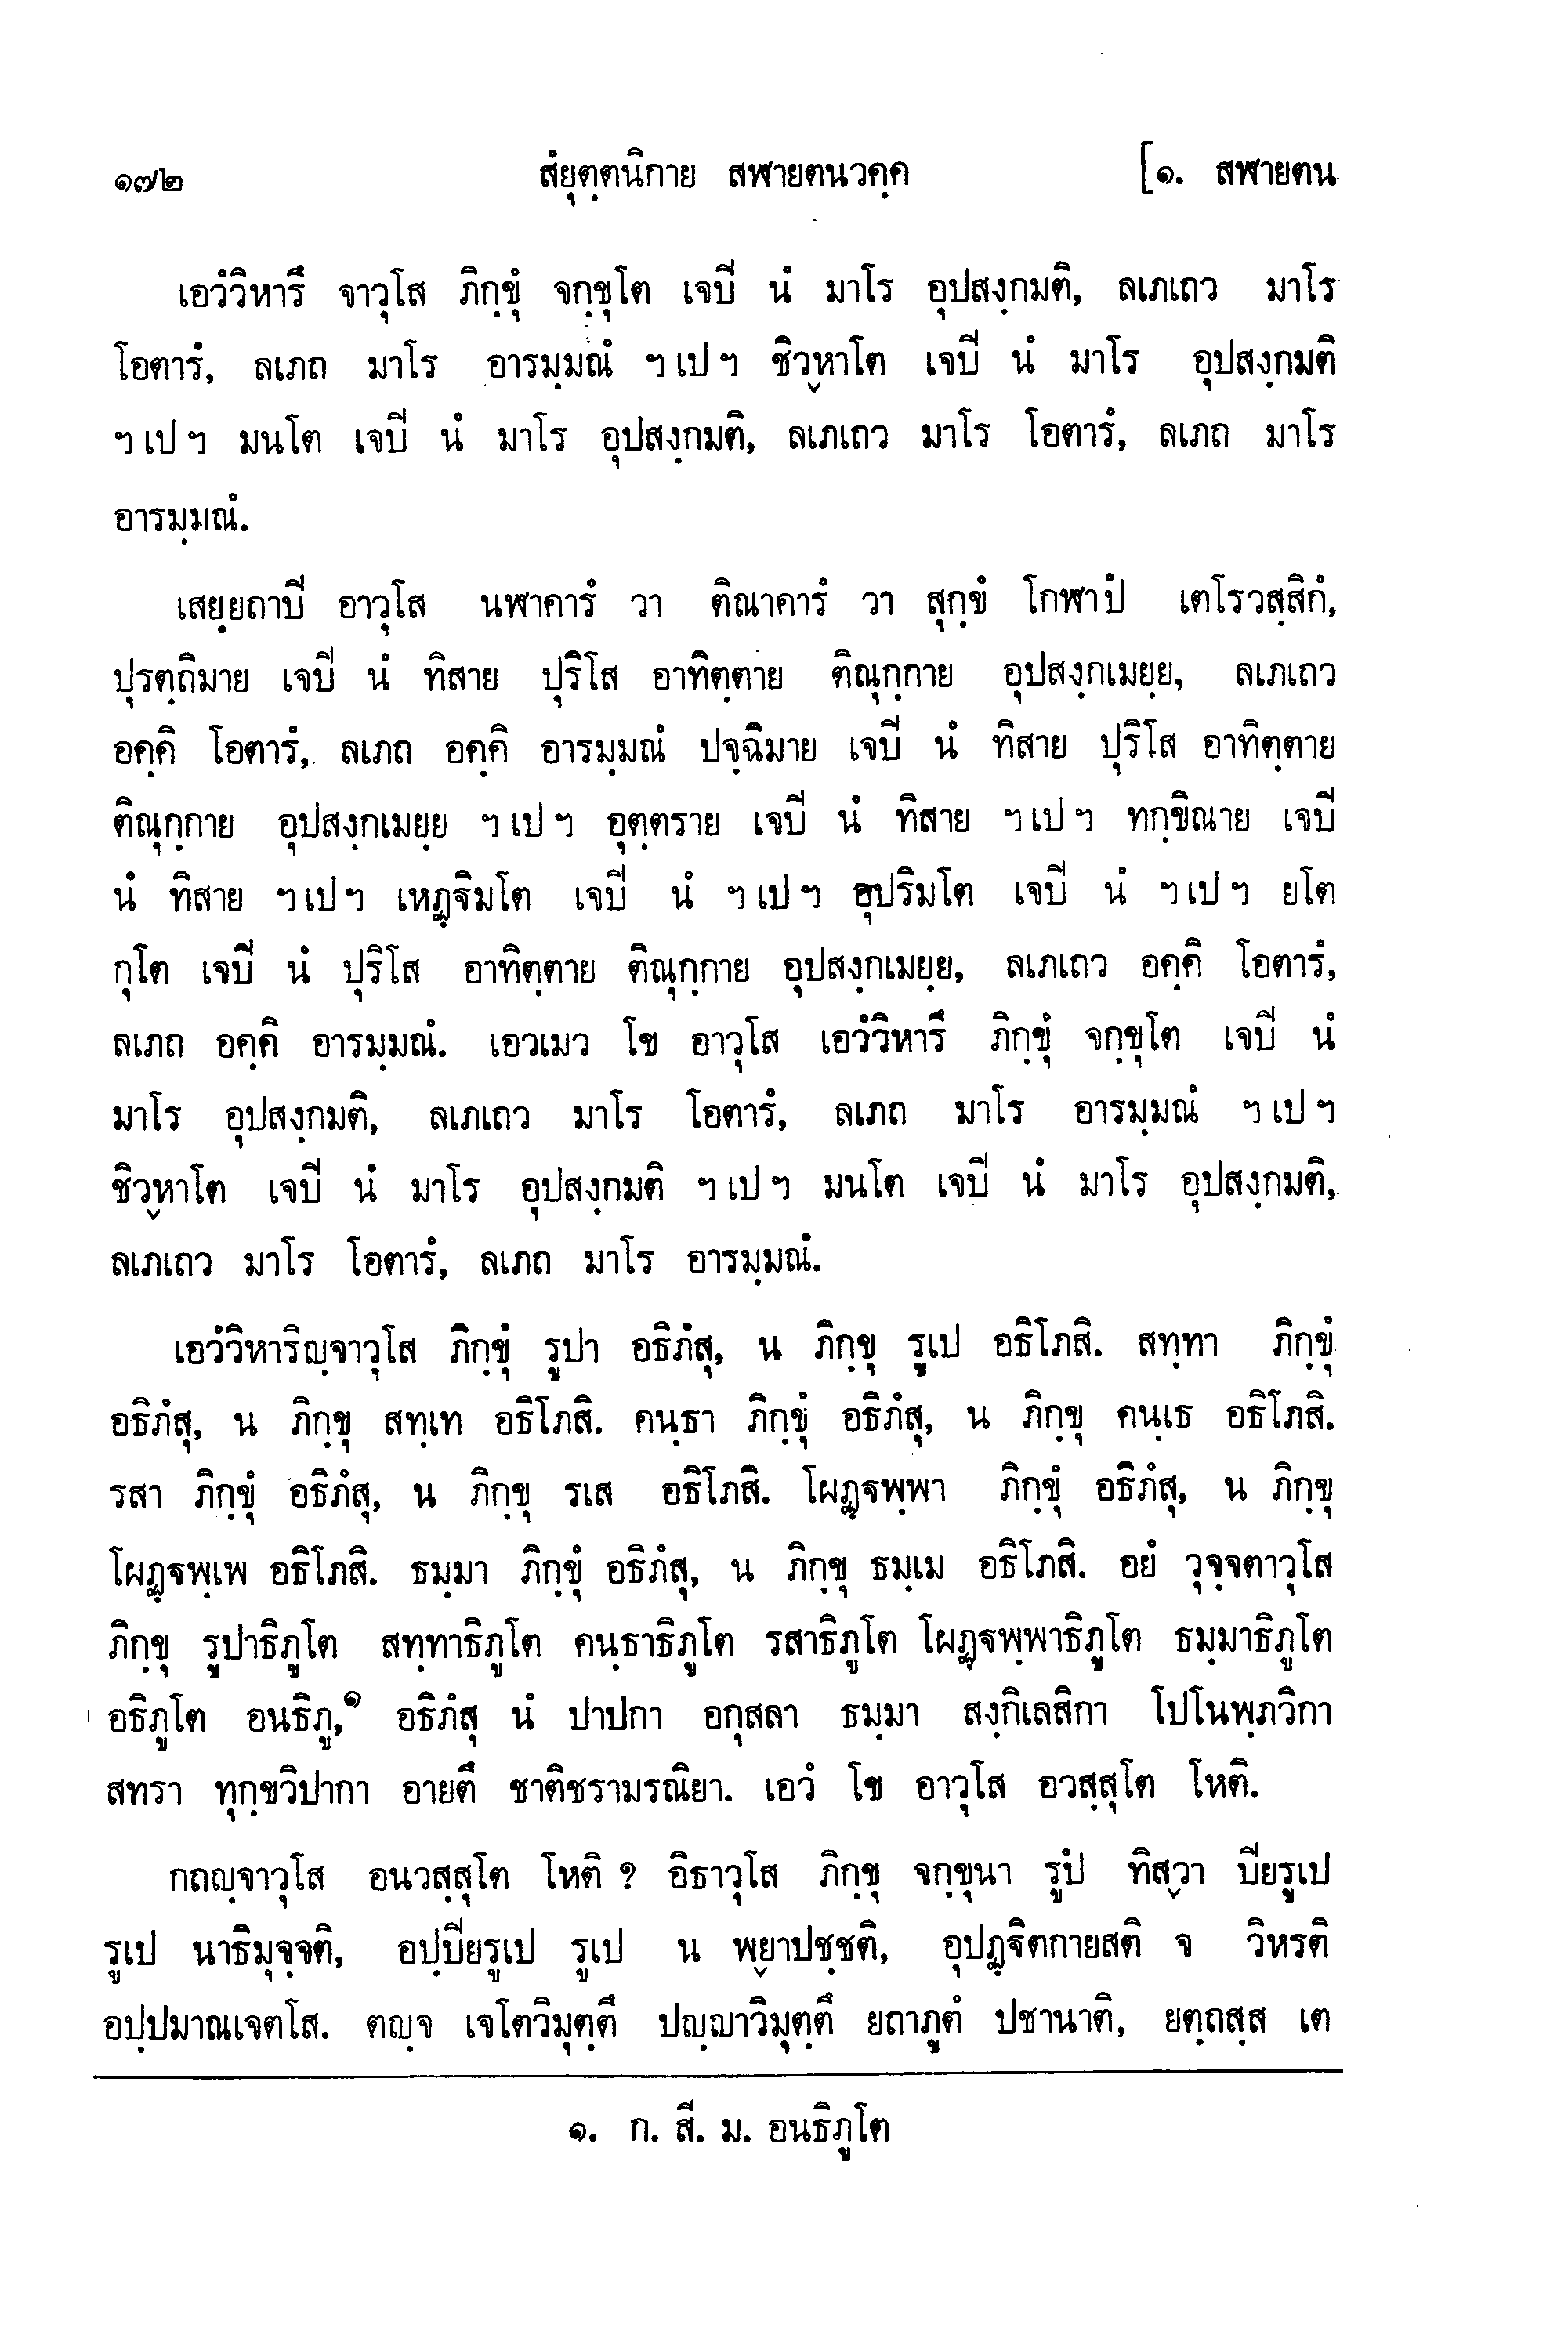 ๑๗๒ สํยุตฺตนิกาย สฬายตนวคฺค [๑. สฬายตน
เอวํวิหารึ จาวุโส ภิกฺขุํ จกฺขุโต เจปี นํ มาโร อุปสงฺกมติ, ลเภเถว มาโร
โอตารํ, ลเภถ มาโร อารมฺมณํ ฯ เป ฯ ชิวฺหาโต เจปี นํ มาโร อุปสงฺกมติ
ฯ เป ฯ มนโต เจปี นํ มาโร อุปสงฺกมติ, ลเภเถว มาโร โอตารํ, ลเภถ มาโร
อารมฺมณํ.
เสยฺยถาปี อาวุโส นฬาคารํ วา ติณาคารํ วา สุกฺขํ โกฬาปํ เตโรวสฺสิกํ,
ปุรตฺถิมาย เจปี นํ ทิสาย ปุริโส อาทิตฺตาย ติณุกฺกาย อุปสงฺกเมยฺย, ลเภเถว
อคฺคิ โอตารํ, ลเภถ อคฺคิ อารมฺมณํ ปจฺฉิมาย เจปี นํ ทิสาย ปุริโส อาทิตฺตาย
ติณุกฺกาย อุปสงฺกเมยฺย ฯ เป ฯ อุตฺตราย เจปี นํ ทิสาย ฯ เป ฯ ทกฺขิณาย เจปี
นํ ทิสาย ฯ เป ฯ เหฏฺฐิมโต เจปี นํ ฯ เป ฯ อุปริมโต เจปี นํ ฯ เป ฯ ยโต
กุโต เจปี นํ ปุริโส อาทิตฺตาย ติณุกฺกาย อุปสงฺกเมยฺย, ลเภเถว อคฺคิ โอตารํ,
ลเภถ อคฺคิ อารมฺมณํ. เอวเมว โข อาวุโส เอวํวิหารึ ภิกฺขุํ จกฺขุโต เจปี นํ
มาโร อุปสงฺกมติ, ลเภเถว มาโร โอตารํ, ลเภถ มาโร อารมฺมณํ ฯ เป ฯ
ชิวฺหาโต เจปี นํ มาโร อุปสงฺกมติ ฯ เป ฯ มนโต เจปี นํ มาโร อุปสงฺกมติ,
ลเภเถว มาโร โอตารํ, ลเภถ มาโร อารมฺมณํ.
เอวํวิหาริญฺจาวุโส ภิกฺขุํ รูปา อธิภํสุ, น ภิกฺขุ รูเป อธิโภสิ. สทฺทา ภิกฺขุํ
อธิภํสุ, น ภิกฺขุ สทฺเท อธิโภสิ. คนฺธา ภิกฺขุํ อธิภํสุ, น ภิกฺขุ คนฺเธ อธิโภสิ.
รสา ภิกฺขุํ อธิภํสุ, น ภิกฺขุ รเส อธิโภสิ. โผฏฺฐพฺพา ภิกฺขุํ อธิภํสุ, น ภิกฺขุ
โผฏฺฐพฺเพ อธิโภสิ. ธมฺมา ภิกฺขุํ อธิภํสุ, น ภิกฺขุ ธมฺเม อธิโภสิ. อยํ วุจฺจตาวุโส
ภิกฺขุ รูปาธิภูโต สทฺทาธิภูโต คนฺธาธิภูโต รสาธิภูโต โผฏฺฐพฺพาธิภูโต ธมฺมาธิภูโต
อธิภูโต อนธิภู,๑ อธิภํสุ นํ ปาปกา อกุสลา ธมฺมา สงฺกิเลสิกา โปโนพฺภวิกา
สทรา ทุกฺขวิปากา อายตึ ชาติชรามรณิยา. เอวํ โข อาวุโส อวสฺสุโต โหติ.
กถญฺจาวุโส อนวสฺสุโต โหติ ? อิธาวุโส ภิกฺขุ จกฺขุนา รูปํ ทิสฺวา ปียรูเป
รูเป นาธิมุจฺจติ, อปฺปียรูเป รูเป น พฺยาปชฺชติ, อุปฏฺฐิตกายสติ จ วิหรติ
อปฺปมาณเจตโส. ตญฺจ เจโตวิมุตฺตึ ปญฺญาวิมุตฺตึ ยถาภูตํ ปชานาติ, ยตฺถสฺส เต
๑. ก. สี. ม. อนธิภูโต